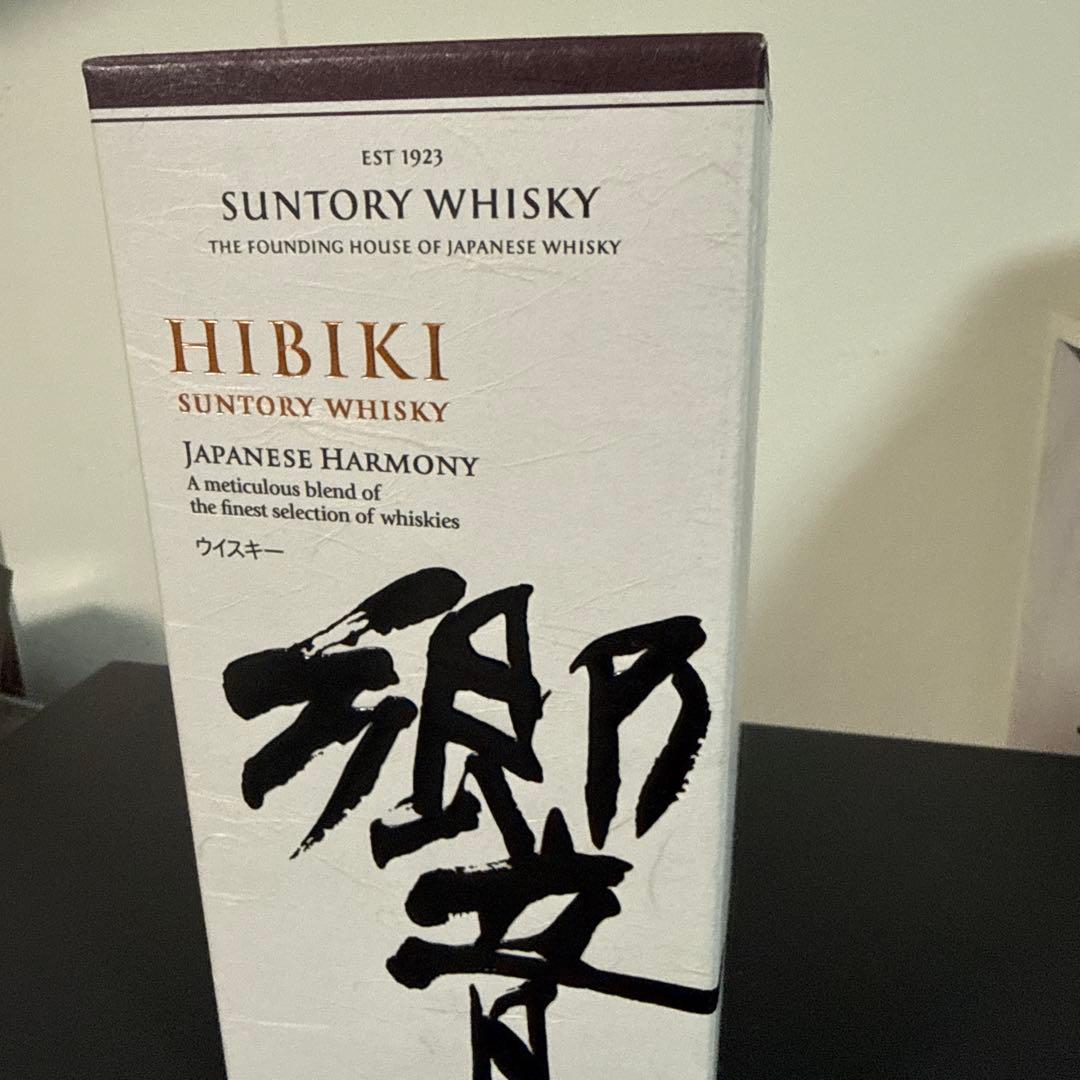 EST 1923
SUNTORY WHISKY
THE FOUNDING HOUSE OF JAPANESE WHISKY
HIBIKI
SUNTORY WHISKY
JAPANESE HARMONY
A meticulous blend of
the finest selection of whiskies
ウイスキー
響